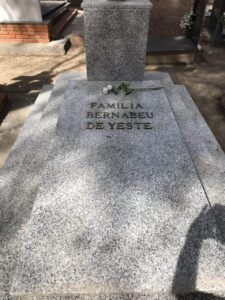 FAMILIA
BERNABEU
DE YESTE